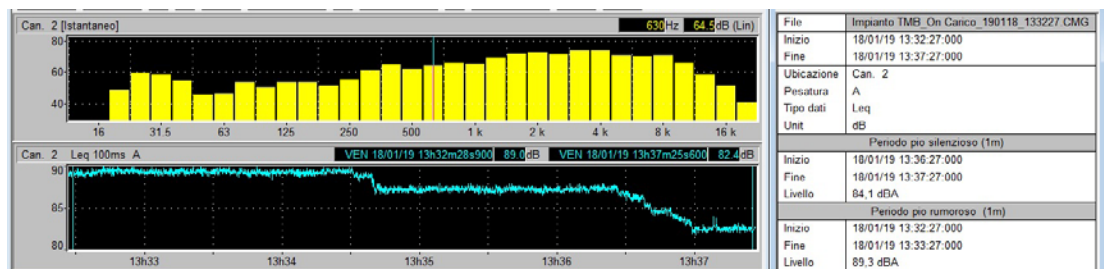 Can. 2 [Istantaneo] 630 Hz 64.5 dB (Lin)
80
60
40
16 31.5 63 125 250 500 1 k 2 k 4 k 8 k 16 k
Can. 2 Leq 100ms A VEN 18/01/19 13h32m28s900 89.0 dB VEN 18/01/19 13h37m25s600 82.4 dB
90
85
80
13h33 13h34 13h35 13h36 13h37
File Impianto TMB_On Carico_190118_133227.CMG
Inizio 18/01/19 13:32:27:000
Fine 18/01/19 13:37:27:000
Ubicazione Can. 2
Pesatura A
Tipo dati Leq
Unit dB
Periodo pio silenzioso (1m)
Inizio 18/01/19 13:36:27:000
Fine 18/01/19 13:37:27:000
Livello 84,1 dBA
Periodo pio rumoroso (1m)
Inizio 18/01/19 13:32:27:000
Fine 18/01/19 13:33:27:000
Livello 89,3 dBA